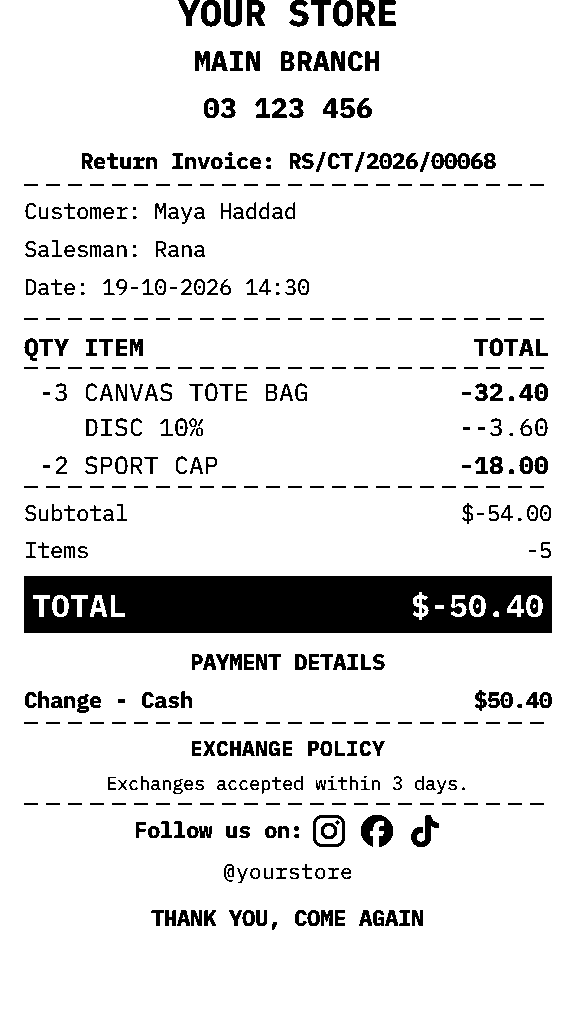 YOUR STORE
MAIN BRANCH
03 123 456
Return Invoice: RS/CT/2026/00068
Customer: Maya Haddad
Salesman: Rana
Date: 19-10-2026 14:30
QTY ITEM TOTAL
-3 CANVAS TOTE BAG -32.40
DISC 10% --3.60
-2 SPORT CAP -18.00
Subtotal $-54.00
Items -5
TOTAL $-50.40
PAYMENT DETAILS
Change - Cash $50.40
EXCHANGE POLICY
Exchanges accepted within 3 days.
Follow us on:
@yourstore
THANK YOU, COME AGAIN